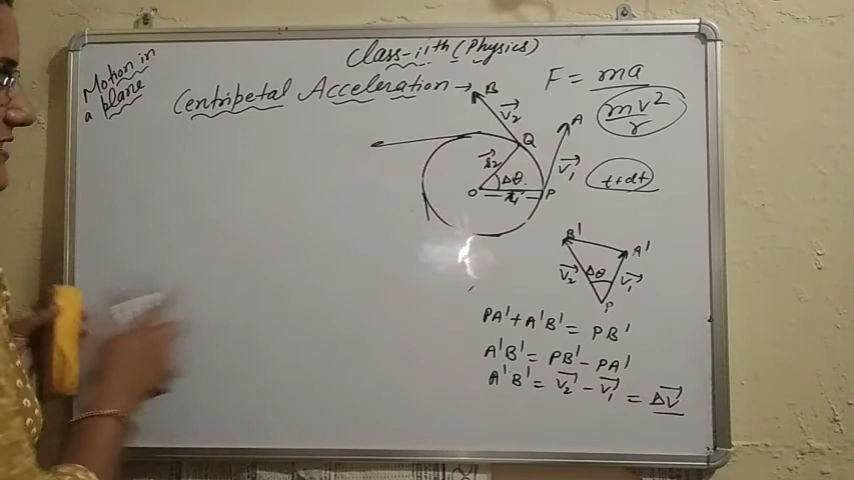 Class-11th (Physics)
Motion in
a plane
Centribetal Acceleration →
F = ma
mv²
r
t+dt
B
v₂
A
Q
v₁
r₂
Δθ
O
r₁
P
B'
A'
v₂
Δθ
v₁
P
PA' + A'B' = PB'
A'B' = PB' - PA'
A'B' = v₂ - v₁ = Δv